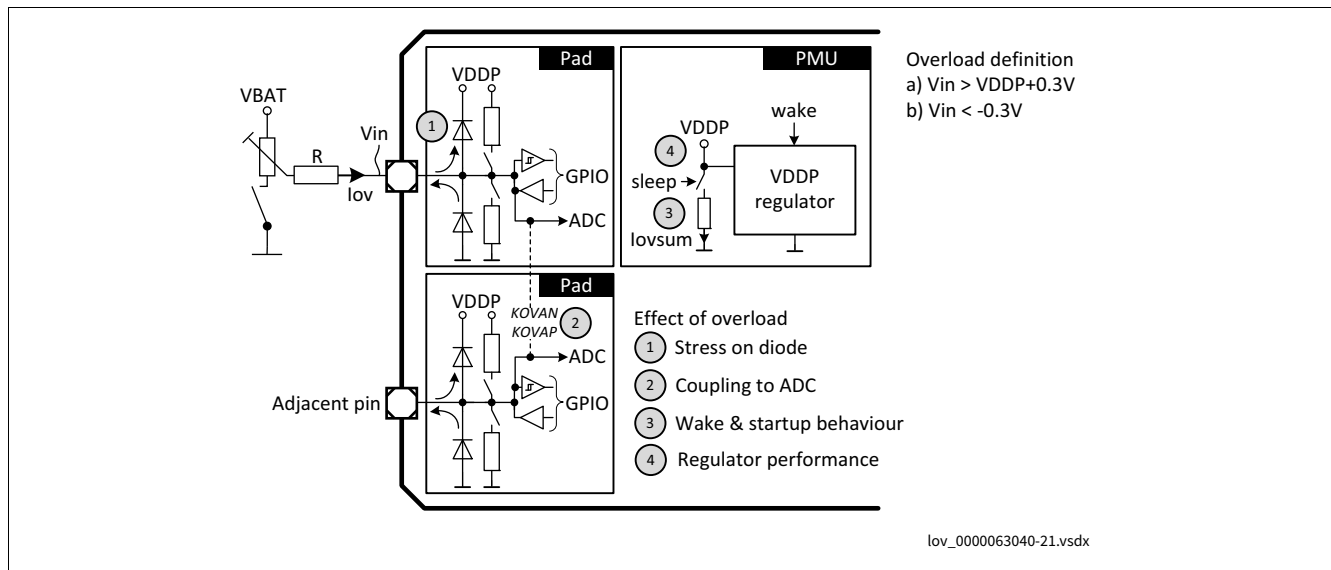 Pad
VDDP
1
VBAT
Vin
R
Iov
GPIO
ADC
PMU
wake
VDDP
4
sleep
VDDP
regulator
3
Iovsum
Overload definition
a) Vin > VDDP+0.3V
b) Vin < -0.3V
Pad
VDDP
KOVAN
KOVAP
2
ADC
GPIO
Adjacent pin
Effect of overload
1 Stress on diode
2 Coupling to ADC
3 Wake & startup behaviour
4 Regulator performance
Iov_0000063040-21.vsdx